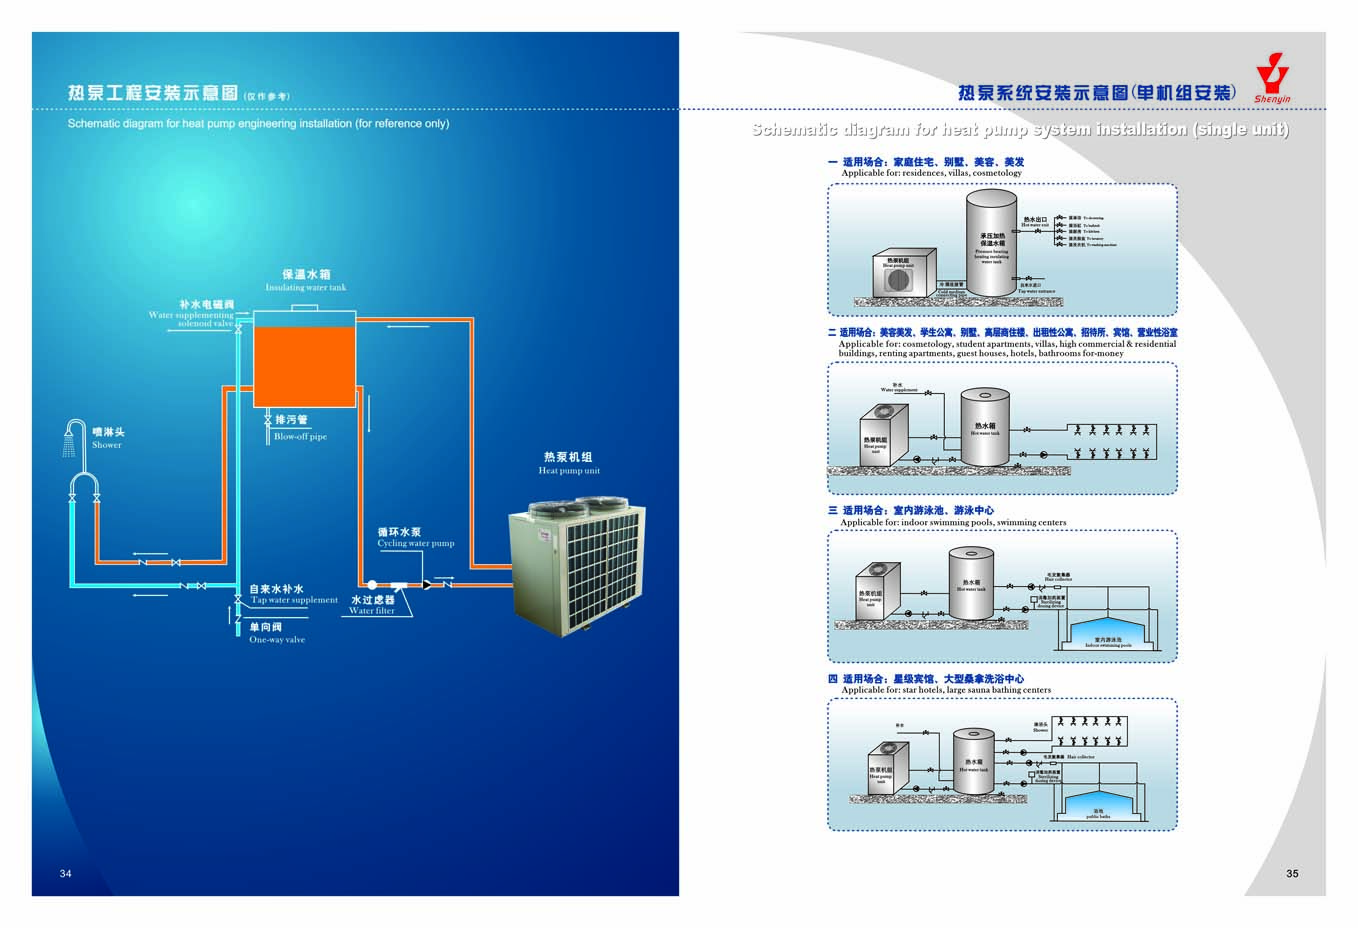 热泵工程安装示意图(仅作参考)
Schematic diagram for heat pump engineering installation (for reference only)
保温水箱
Insulating water tank
补水电磁阀
Water supplementing
solenoid valve
排污管
Blow-off pipe
喷淋头
Shower
热泵机组
Heat pump unit
循环水泵
Cycling water pump
自来水补水
Tap water supplement
水过滤器
Water filter
单向阀
One-way valve
34
热泵系统安装示意图(单机组安装)
Shenyin
Schematic diagram for heat pump system installation (single unit)
一 适用场合：家庭住宅、别墅、美容、美发
Applicable for: residences, villas, cosmetology
热水出口
Hot water exit
承压加热
保温水箱
Pressure bearing
heating insulating
water tank
热泵机组
Heat pump unit
自来水进口
Tap water entrance
二 适用场合：美容美发、学生公寓、别墅、高层商住楼、出租性公寓、招待所、宾馆、营业性浴室
Applicable for: cosmetology, student apartments, villas, high commercial & residential
buildings, renting apartments, guest houses, hotels, bathrooms for-money
补水
Water supplement
热水箱
Hot water tank
热泵机组
Heat pump
unit
三 适用场合：室内游泳池、游泳中心
Applicable for: indoor swimming pools, swimming centers
毛发聚集器
Hair collector
热水箱
Hot water tank
热泵机组
Heat pump
unit
消毒加药装置
Sterilizing
dosing device
室内游泳池
Indoor swimming pools
四 适用场合：星级宾馆、大型桑拿洗浴中心
Applicable for: star hotels, large sauna bathing centers
补水
淋浴头
Shower
毛发聚集器 Hair collector
热水箱
Hot water tank
热泵机组
Heat pump
unit
消毒加药装置
Sterilizing
dosing device
浴池
public baths
35